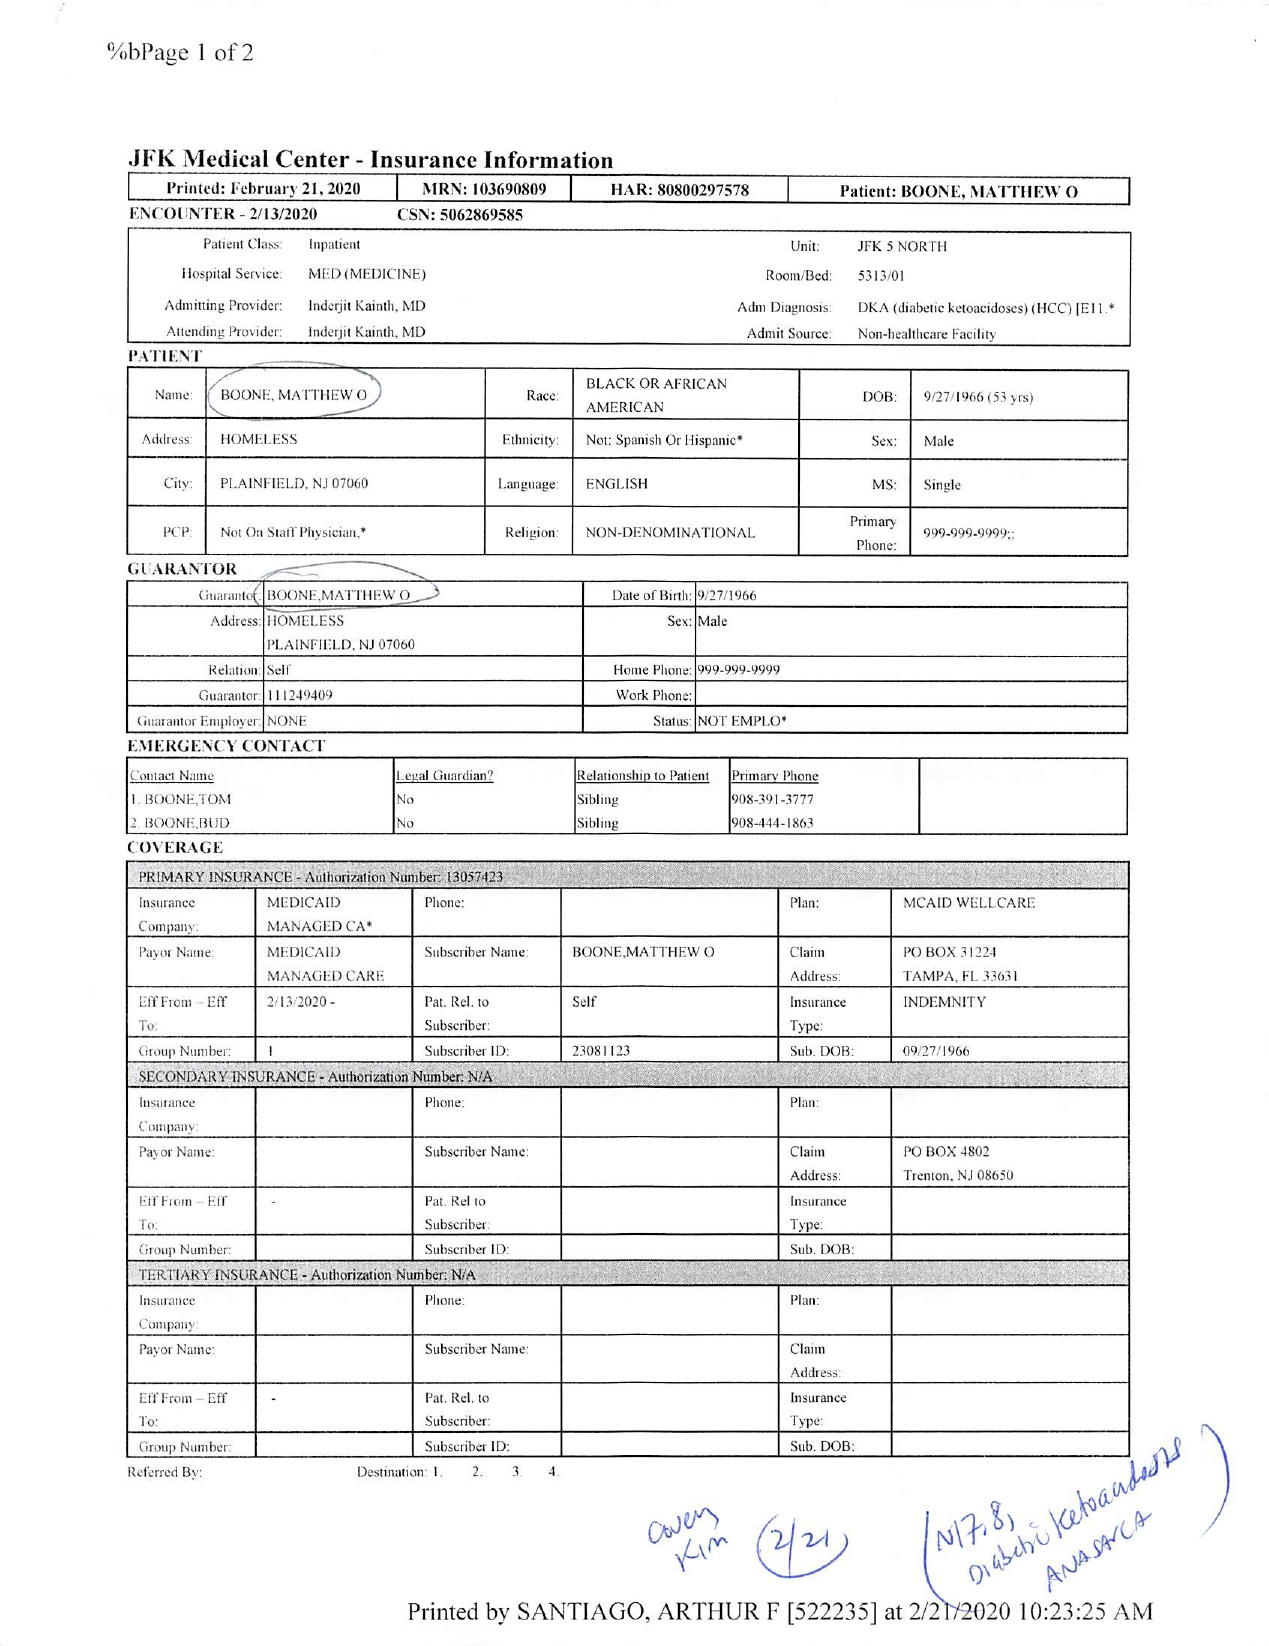 %bPage 1 of 2
JFK Medical Center - Insurance Information
Printed: February 21, 2020 MRN: 103690809 HAR: 80800297578 Patient: BOONE, MATTHEW O
ENCOUNTER - 2/13/2020 CSN: 5062869585
Patient Class: Inpatient Unit: JFK 5 NORTH
Hospital Service: MED (MEDICINE) Room/Bed: 5313/01
Admitting Provider: Inderjit Kainth, MD Adm Diagnosis: DKA (diabetic ketoacidoses) (HCC) [E11.*
Attending Provider: Inderjit Kainth, MD Admit Source: Non-healthcare Facility
PATIENT
Name: BOONE, MATTHEW O Race: BLACK OR AFRICAN AMERICAN DOB: 9/27/1966 (53 yrs)
Address: HOMELESS Ethnicity: Not: Spanish Or Hispanic* Sex: Male
City: PLAINFIELD, NJ 07060 Language: ENGLISH MS: Single
PCP: Not On Staff Physician,* Religion: NON-DENOMINATIONAL Primary Phone: 999-999-9999;;
GUARANTOR
Guarantor: BOONE,MATTHEW O Date of Birth: 9/27/1966
Address: HOMELESS Sex: Male
PLAINFIELD, NJ 07060
Relation: Self Home Phone: 999-999-9999
Guarantor: 111249409 Work Phone:
Guarantor Employer: NONE Status: NOT EMPLO*
EMERGENCY CONTACT
Contact Name Legal Guardian? Relationship to Patient Primary Phone
1. BOONE,TOM No Sibling 908-391-3777
2. BOONE,BUD No Sibling 908-444-1863
COVERAGE
PRIMARY INSURANCE - Authorization Number: 13057423
Insurance Company: MEDICAID MANAGED CA* Phone: Plan: MCAID WELLCARE
Payor Name: MEDICAID MANAGED CARE Subscriber Name: BOONE,MATTHEW O Claim Address: PO BOX 31224 TAMPA, FL 33631
Eff From – Eff To: 2/13/2020 - Pat. Rel. to Subscriber: Self Insurance Type: INDEMNITY
Group Number: 1 Subscriber ID: 23081123 Sub. DOB: 09/27/1966
SECONDARY INSURANCE - Authorization Number: N/A
Insurance Company: Phone: Plan:
Payor Name: Subscriber Name: Claim Address: PO BOX 4802 Trenton, NJ 08650
Eff From – Eff To: - Pat. Rel to Subscriber: Insurance Type:
Group Number: Subscriber ID: Sub. DOB:
TERTIARY INSURANCE - Authorization Number: N/A
Insurance Company: Phone: Plan:
Payor Name: Subscriber Name: Claim Address:
Eff From – Eff To: - Pat. Rel. to Subscriber: Insurance Type:
Group Number: Subscriber ID: Sub. DOB:
Referred By: Destination: 1. 2. 3. 4.
Kim (2/21)
(N17.8,
Diabetic Ketoacidosis
ANASARCA)
Printed by SANTIAGO, ARTHUR F [522235] at 2/21/2020 10:23:25 AM